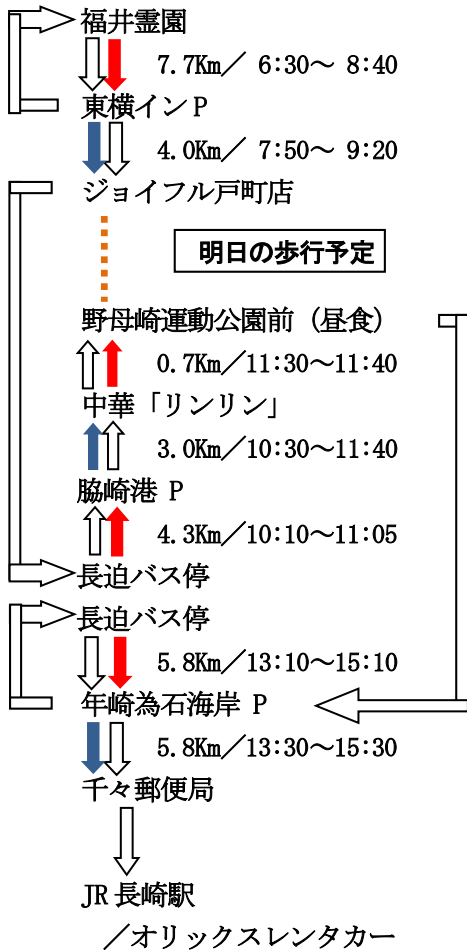 福井霊園
7.7Km／ 6:30～ 8:40
東横インP
4.0Km／ 7:50～ 9:20
ジョイフル戸町店
明日の歩行予定
野母崎運動公園前（昼食）
0.7Km／11:30～11:40
中華「リンリン」
3.0Km／10:30～11:40
脇崎港 P
4.3Km／10:10～11:05
長迫バス停
長迫バス停
5.8Km／13:10～15:10
年崎為石海岸 P
5.8Km／13:30～15:30
千々郵便局
JR 長崎駅
／オリックスレンタカー